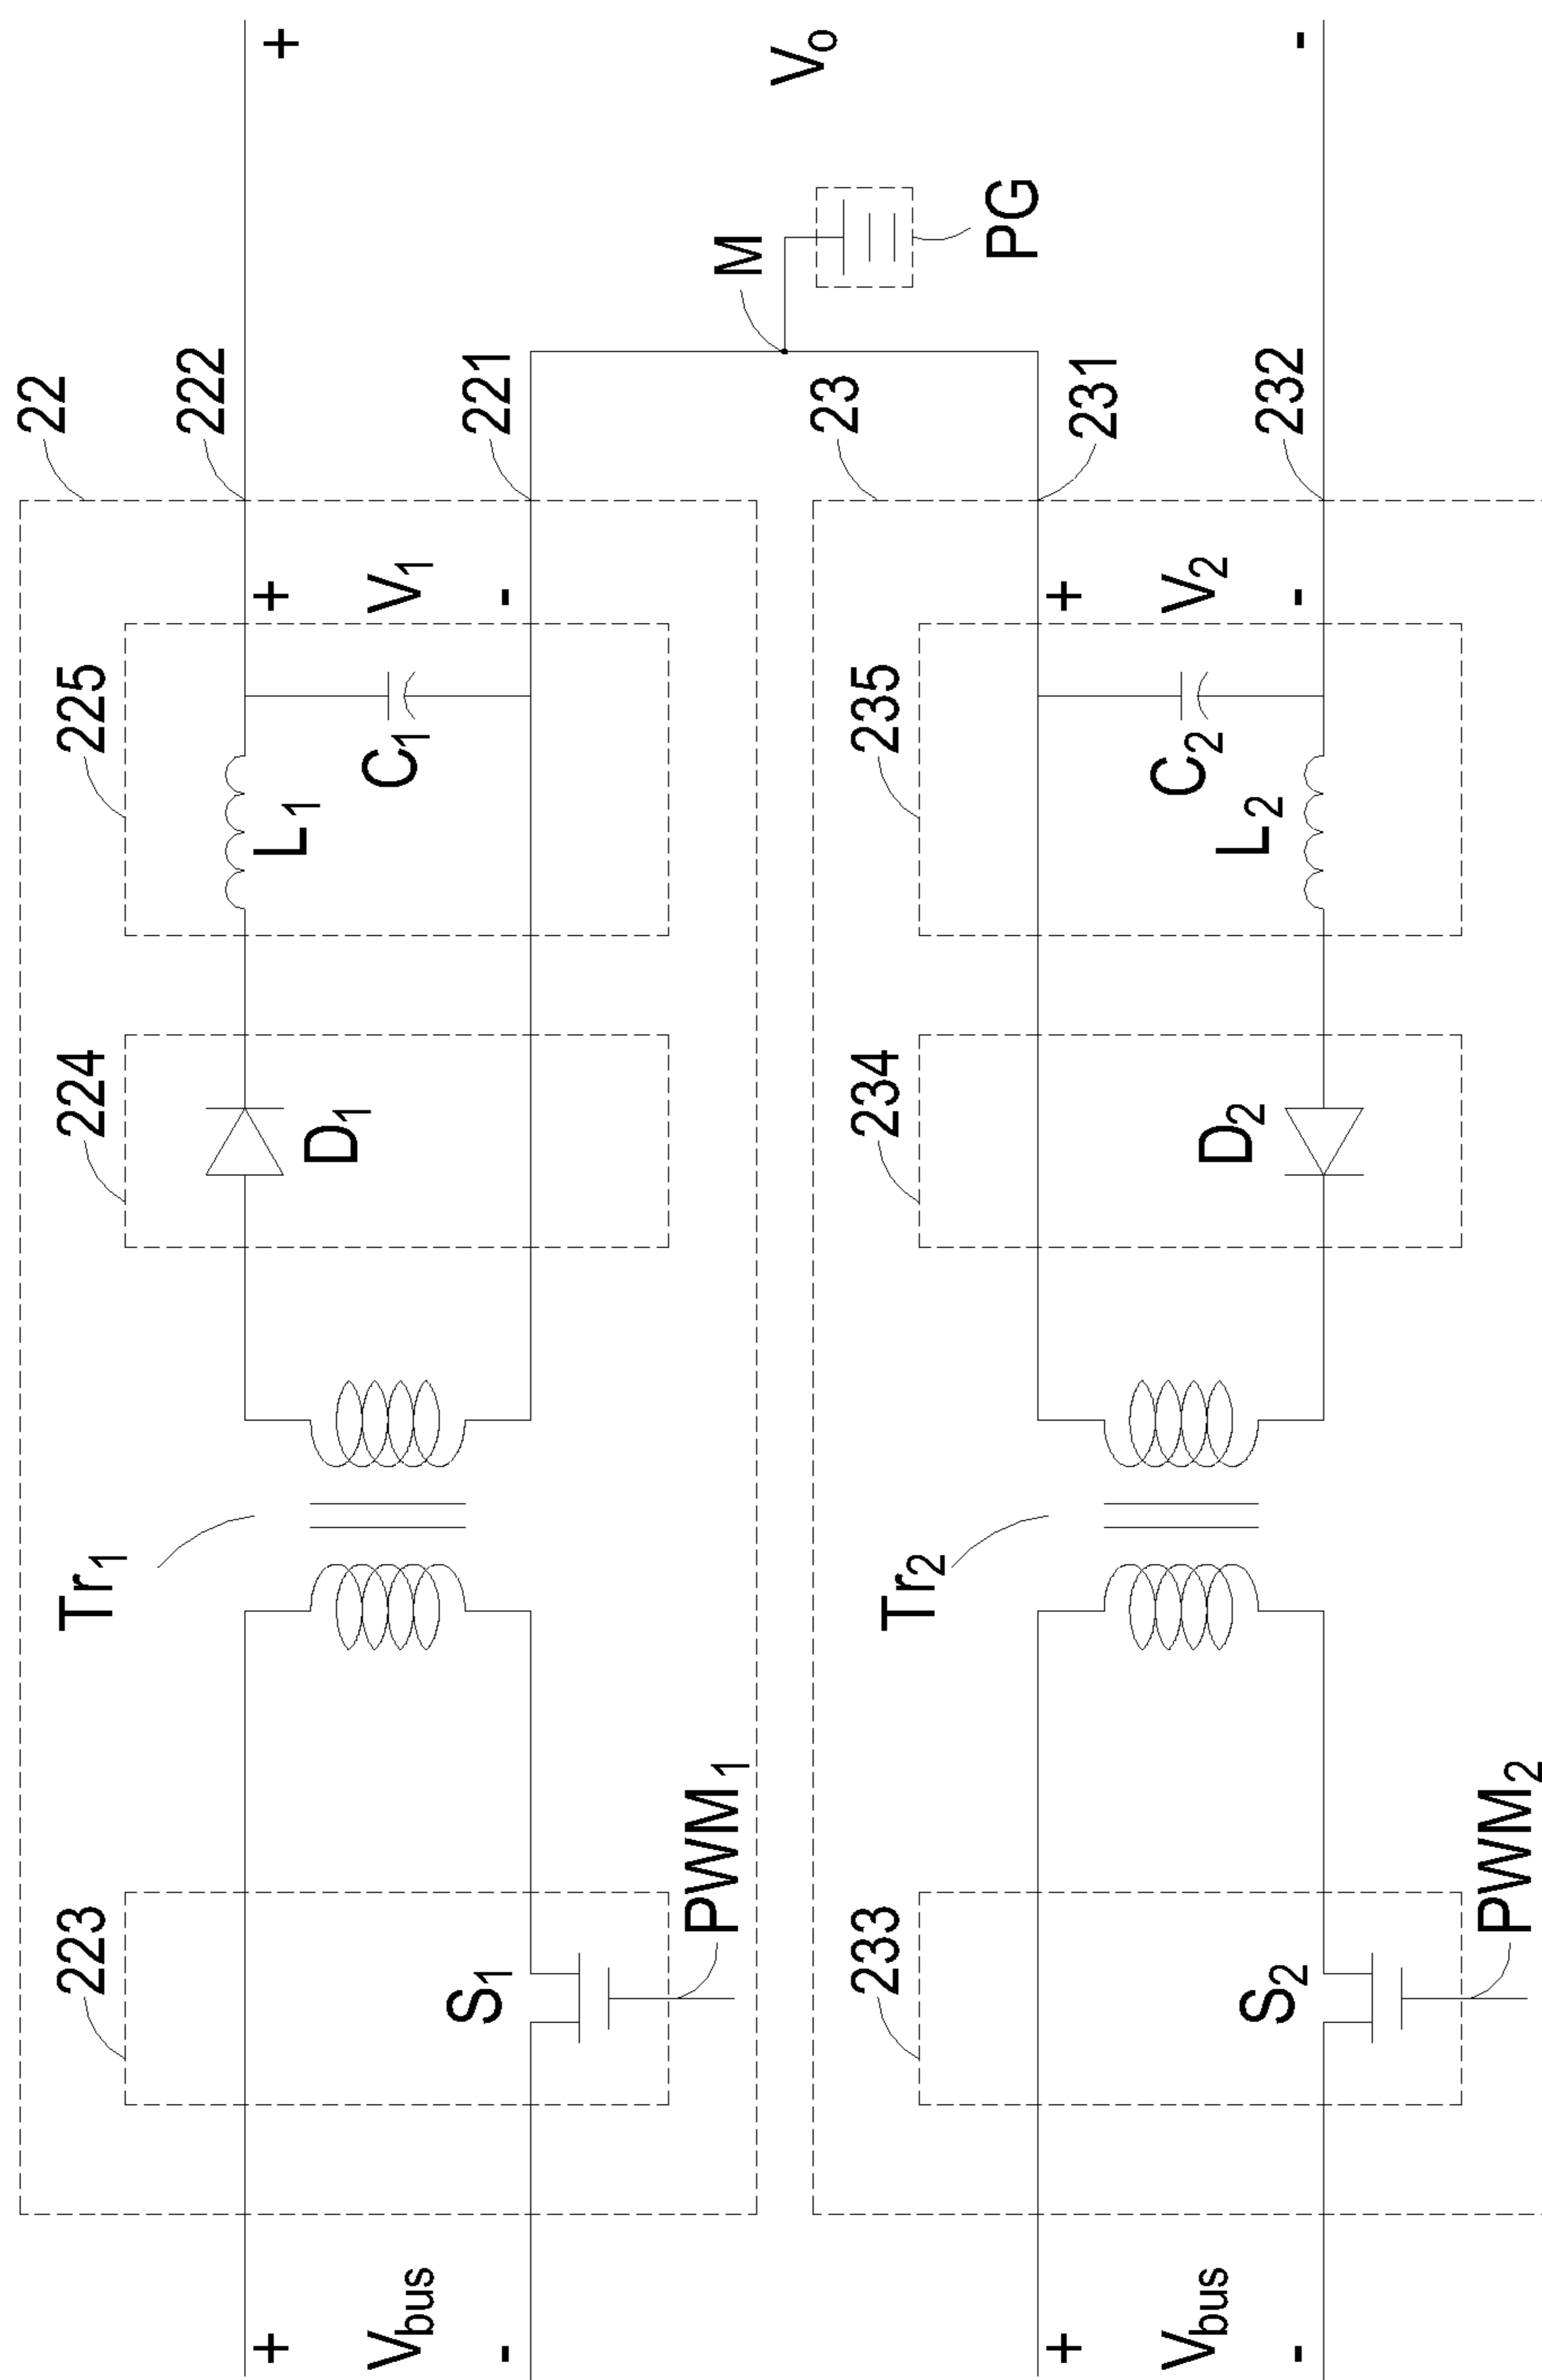 22
222
221
+
V₁
-
225
L₁
C₁
224
D₁
Tr₁
223
S₁
PWM₁
+
Vbus
-
+
Vo
-
M
PG
23
231
232
+
V₂
-
235
C₂
L₂
234
D₂
Tr₂
233
S₂
PWM₂
+
Vbus
-